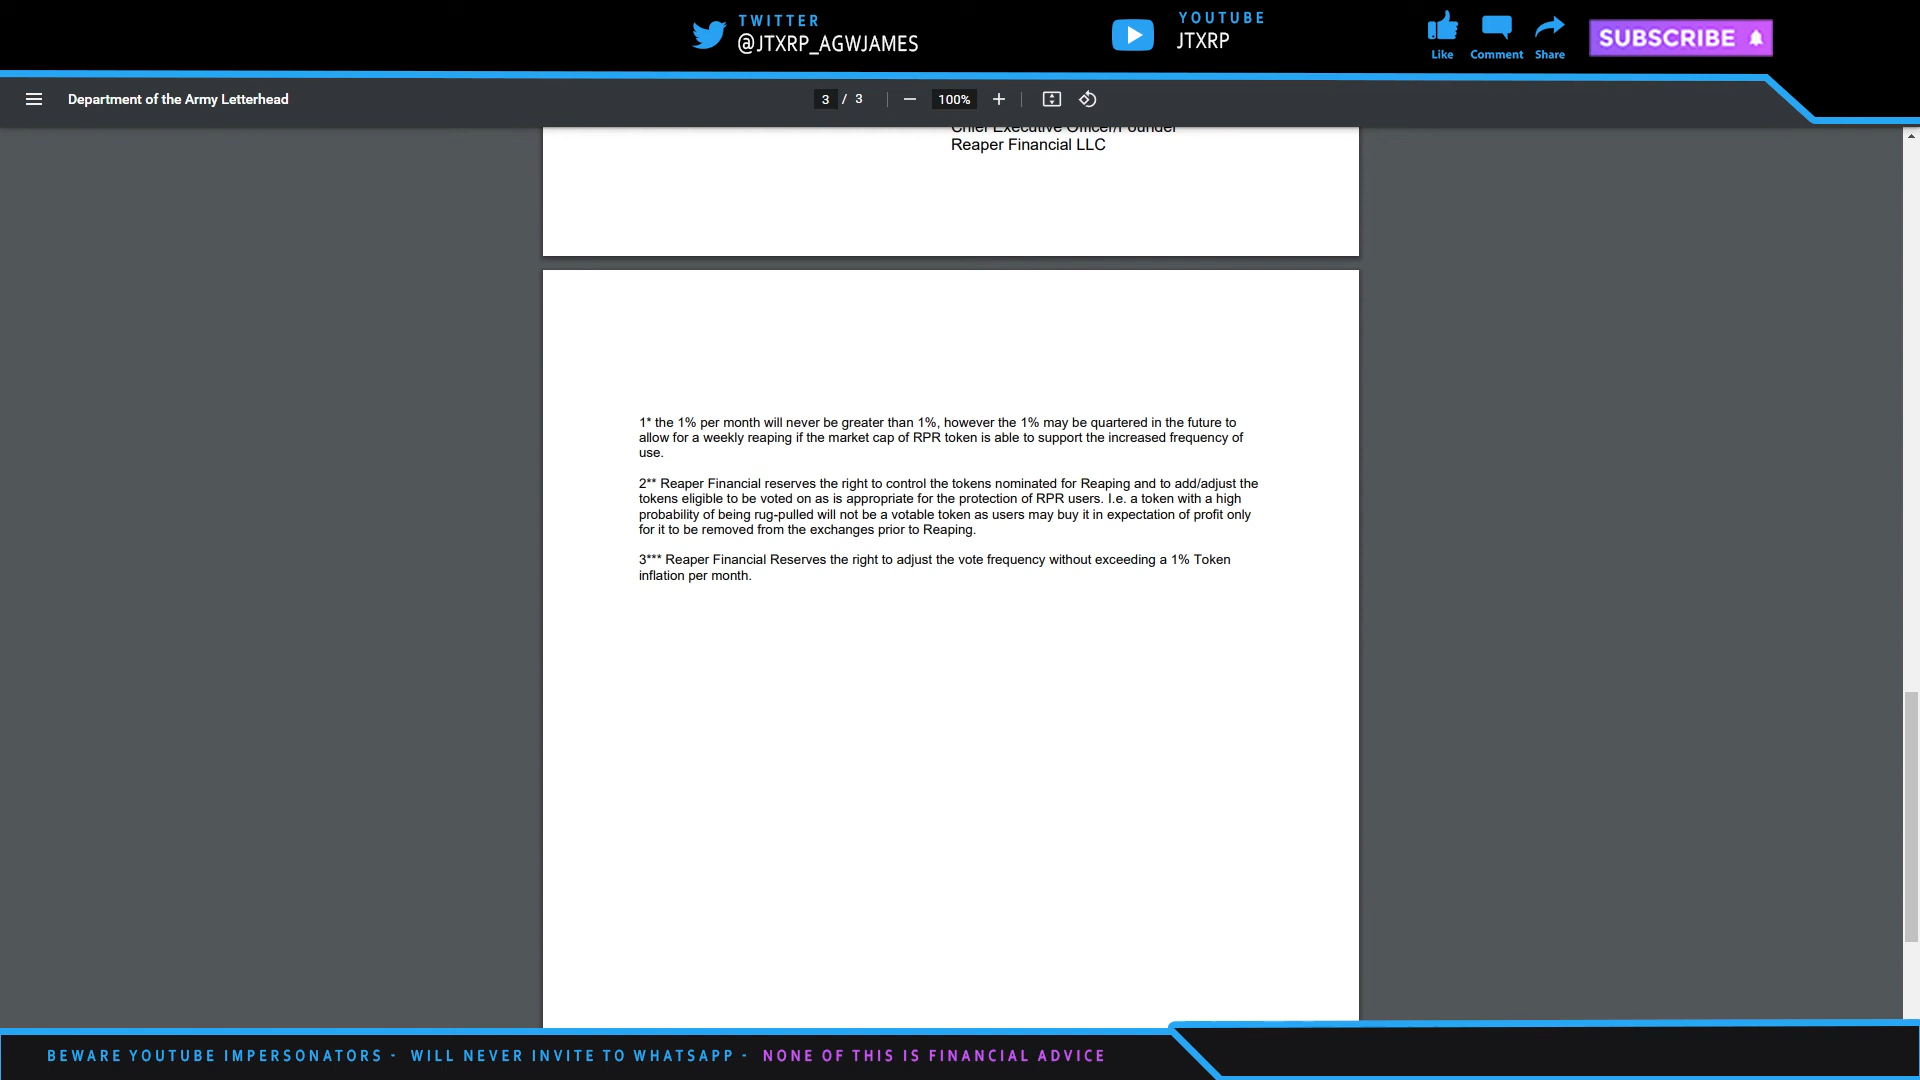 TWITTER
@JTXRP_AGWJAMES
YOUTUBE
JTXRP
Like
Comment
Share
SUBSCRIBE
Department of the Army Letterhead
3 / 3
100%
Chief Executive Officer/Founder
Reaper Financial LLC
1* the 1% per month will never be greater than 1%, however the 1% may be quartered in the future to
allow for a weekly reaping if the market cap of RPR token is able to support the increased frequency of
use.
2** Reaper Financial reserves the right to control the tokens nominated for Reaping and to add/adjust the
tokens eligible to be voted on as is appropriate for the protection of RPR users. I.e. a token with a high
probability of being rug-pulled will not be a votable token as users may buy it in expectation of profit only
for it to be removed from the exchanges prior to Reaping.
3*** Reaper Financial Reserves the right to adjust the vote frequency without exceeding a 1% Token
inflation per month.
BEWARE YOUTUBE IMPERSONATORS - WILL NEVER INVITE TO WHATSAPP - NONE OF THIS IS FINANCIAL ADVICE